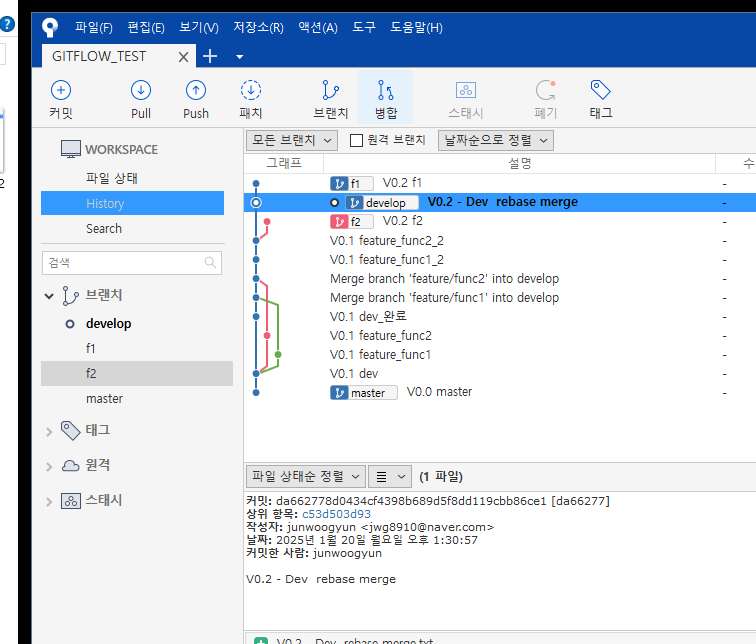 ?
파일(F) 편집(E) 보기(V) 저장소(R) 액션(A) 도구 도움말(H)
GITFLOW_TEST
커밋 Pull Push 패치 브랜치 병합 스태시 폐기 태그
WORKSPACE
파일 상태
History
Search
검색
브랜치
develop
f1
f2
master
태그
원격
스태시
2
모든 브랜치 원격 브랜치 날짜순으로 정렬
그래프 설명 수
f1 V0.2 f1 -
develop V0.2 - Dev  rebase merge -
f2 V0.2 f2 -
V0.1 feature_func2_2 -
V0.1 feature_func1_2 -
Merge branch 'feature/func2' into develop -
Merge branch 'feature/func1' into develop -
V0.1 dev_완료 -
V0.1 feature_func2 -
V0.1 feature_func1 -
V0.1 dev -
master V0.0 master -
파일 상태순 정렬 (1 파일)
커밋: da662778d0434cf4398b689d5f8dd119cbb86ce1 [da66277]
상위 항목: c53d503d93
작성자: junwoogyun <jwg8910@naver.com>
날짜: 2025년 1월 20일 월요일 오후 1:30:57
커밋한 사람: junwoogyun
V0.2 - Dev  rebase merge
V0.2 - Dev  rebase merge.txt